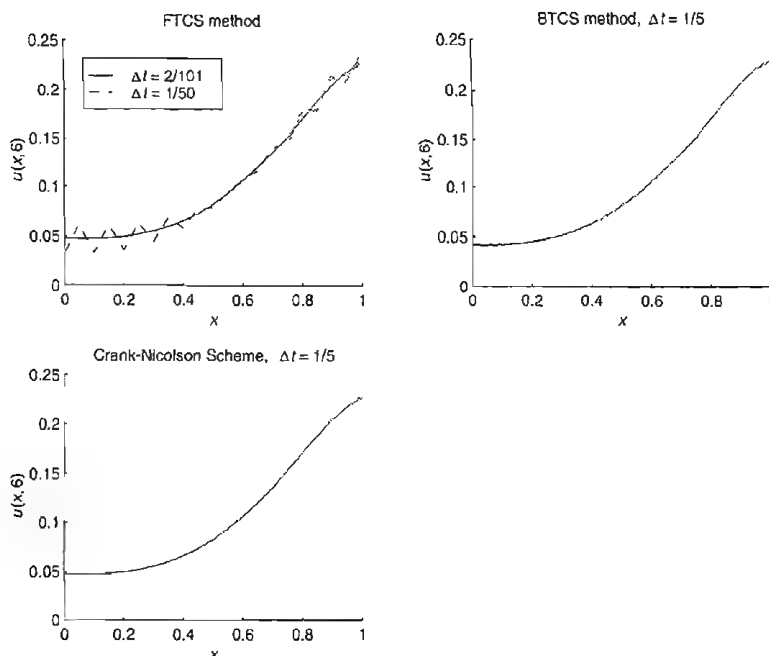 FTCS method
0.25
0.2
0.15
0.1
0.05
0
u(x,6)
Δt = 2/101
Δt = 1/50
0 0.2 0.4 0.6 0.8 1
x
BTCS method, Δt = 1/5
0.25
0.2
0.15
0.1
0.05
0
u(x,6)
0 0.2 0.4 0.6 0.8
x
Crank-Nicolson Scheme, Δt = 1/5
0.25
0.2
0.15
0.1
0.05
0
u(x,6)
0 0.2 0.4 0.6 0.8 1
x